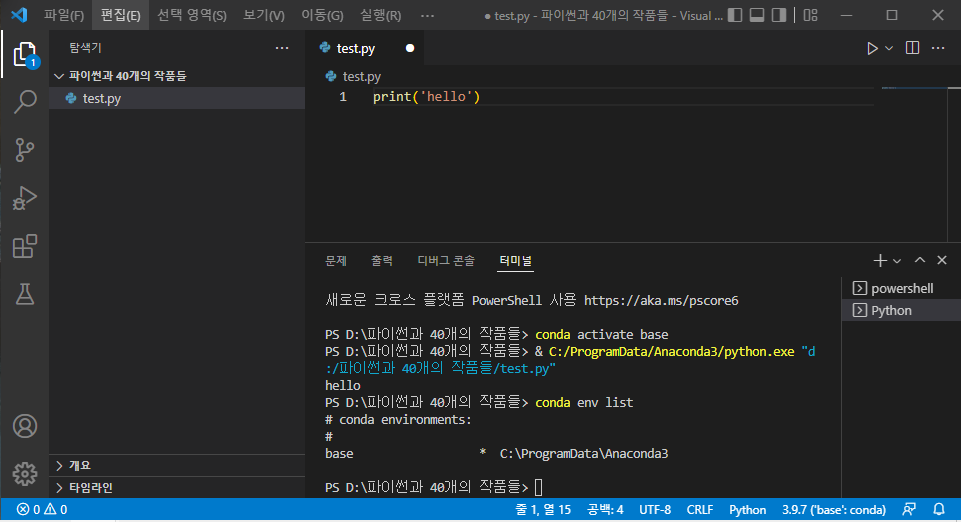 파일(F) 편집(E) 선택 영역(S) 보기(V) 이동(G) 실행(R) ··· ● test.py - 파이썬과 40개의 작품들 - Visual ...
탐색기 ···
파이썬과 40개의 작품들
test.py
개요
타임라인
1
test.py ●
test.py
1 print('hello')
문제 출력 디버그 콘솔 터미널
새로운 크로스 플랫폼 PowerShell 사용 https://aka.ms/pscore6
PS D:\파이썬과 40개의 작품들> conda activate base
PS D:\파이썬과 40개의 작품들> & C:/ProgramData/Anaconda3/python.exe "d
:/파이썬과 40개의 작품들/test.py"
hello
PS D:\파이썬과 40개의 작품들> conda env list
# conda environments:
#
base * C:\ProgramData\Anaconda3
PS D:\파이썬과 40개의 작품들>
powershell
Python
0 0 줄 1, 열 15 공백: 4 UTF-8 CRLF Python 3.9.7 ('base': conda)